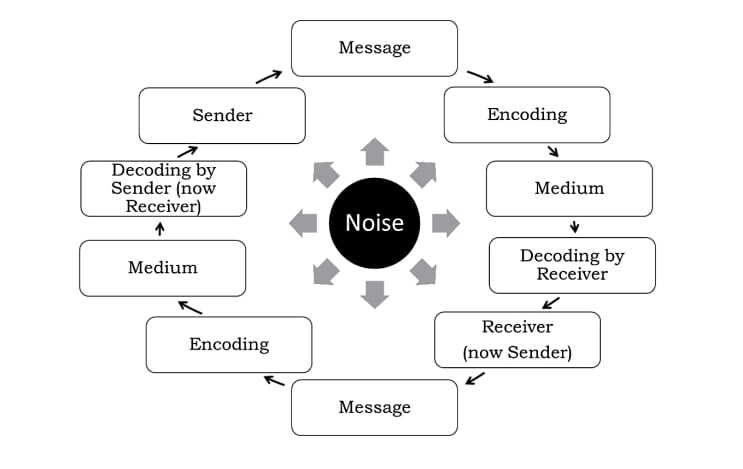 Message
Encoding
Medium
Decoding by
Receiver
Receiver
(now Sender)
Message
Encoding
Medium
Decoding by
Sender (now
Receiver)
Sender
Noise